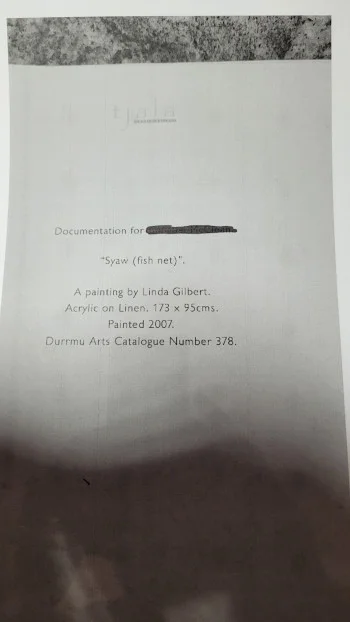 Documentation for
"Syaw (fish net)".
A painting by Linda Gilbert.
Acrylic on Linen. 173 x 95cms.
Painted 2007.
Durrmu Arts Catalogue Number 378.